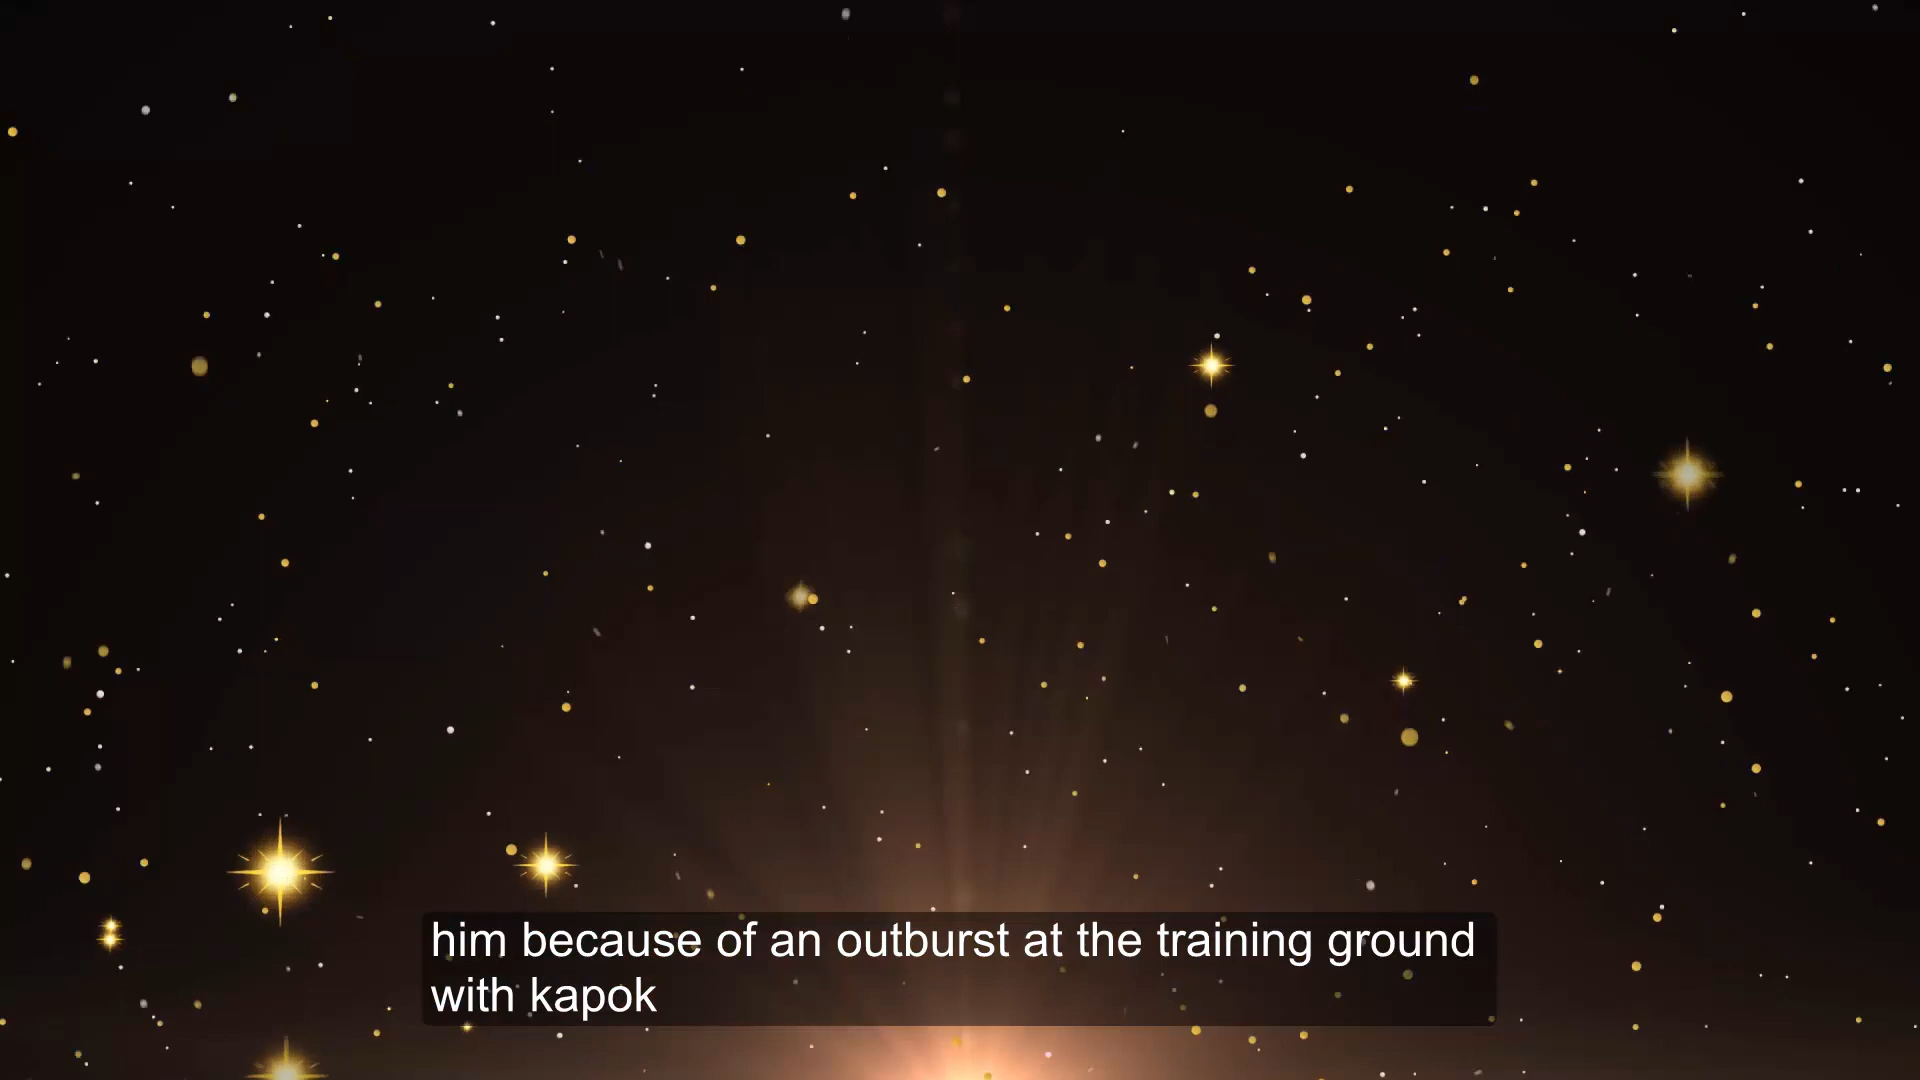 him because of an outburst at the training ground
with kapok